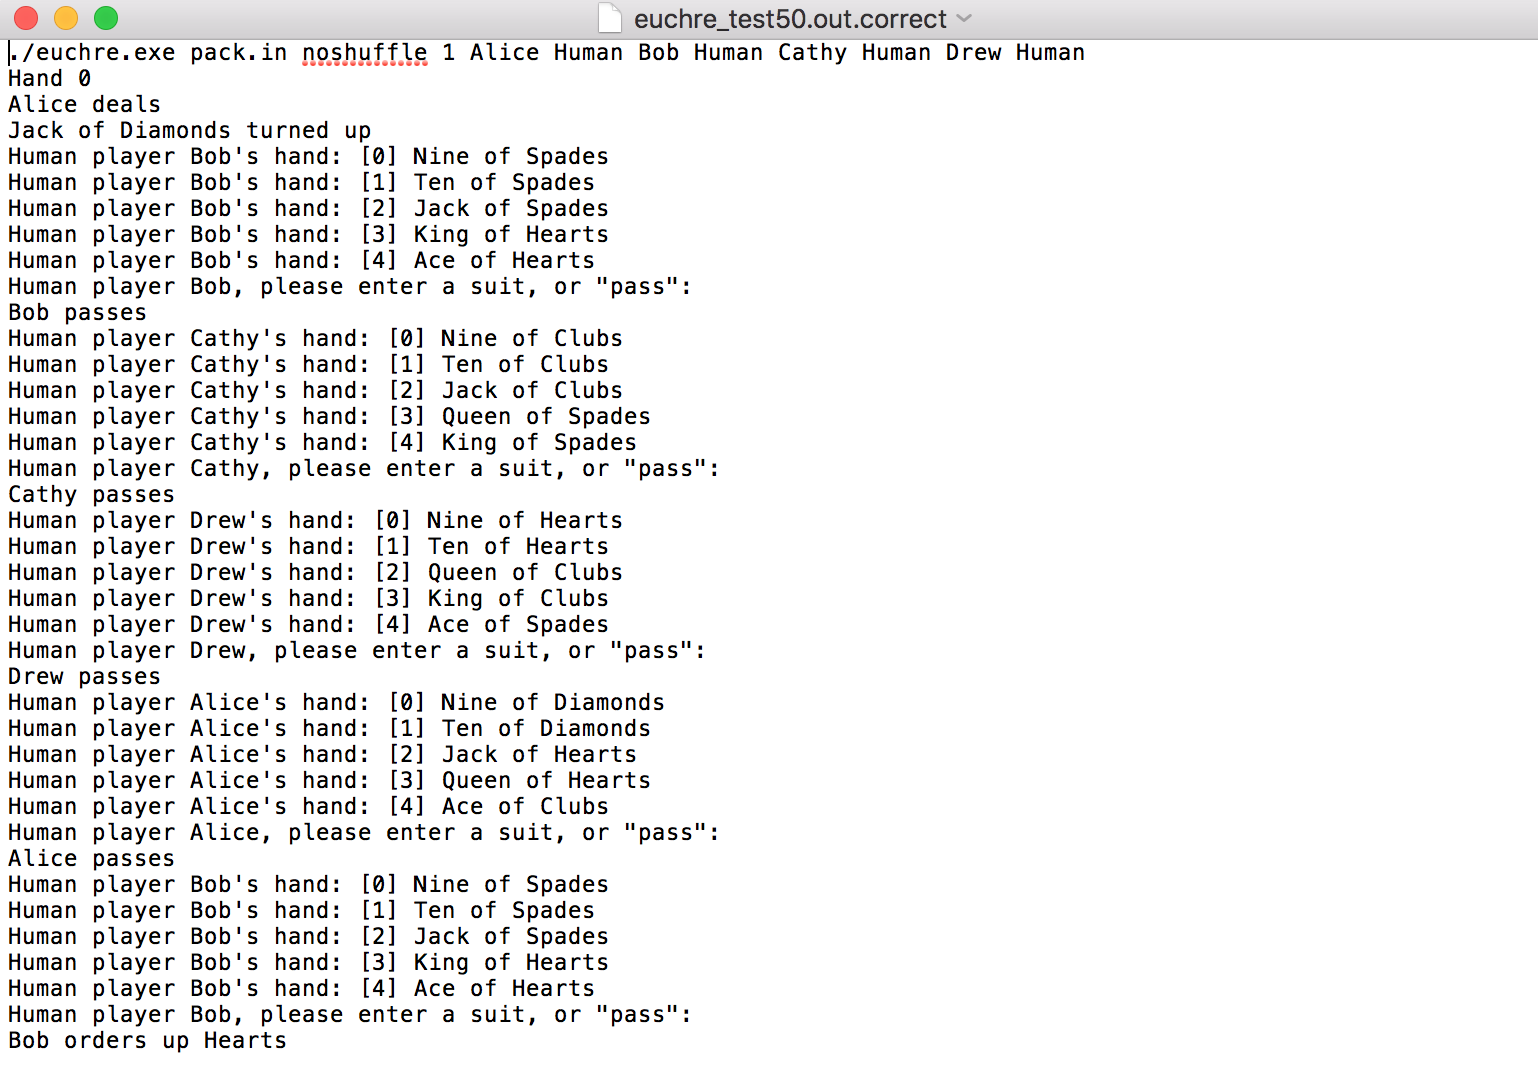 euchre_test50.out.correct
./euchre.exe pack.in noshuffle 1 Alice Human Bob Human Cathy Human Drew Human
Hand 0
Alice deals
Jack of Diamonds turned up
Human player Bob's hand: [0] Nine of Spades
Human player Bob's hand: [1] Ten of Spades
Human player Bob's hand: [2] Jack of Spades
Human player Bob's hand: [3] King of Hearts
Human player Bob's hand: [4] Ace of Hearts
Human player Bob, please enter a suit, or "pass":
Bob passes
Human player Cathy's hand: [0] Nine of Clubs
Human player Cathy's hand: [1] Ten of Clubs
Human player Cathy's hand: [2] Jack of Clubs
Human player Cathy's hand: [3] Queen of Spades
Human player Cathy's hand: [4] King of Spades
Human player Cathy, please enter a suit, or "pass":
Cathy passes
Human player Drew's hand: [0] Nine of Hearts
Human player Drew's hand: [1] Ten of Hearts
Human player Drew's hand: [2] Queen of Clubs
Human player Drew's hand: [3] King of Clubs
Human player Drew's hand: [4] Ace of Spades
Human player Drew, please enter a suit, or "pass":
Drew passes
Human player Alice's hand: [0] Nine of Diamonds
Human player Alice's hand: [1] Ten of Diamonds
Human player Alice's hand: [2] Jack of Hearts
Human player Alice's hand: [3] Queen of Hearts
Human player Alice's hand: [4] Ace of Clubs
Human player Alice, please enter a suit, or "pass":
Alice passes
Human player Bob's hand: [0] Nine of Spades
Human player Bob's hand: [1] Ten of Spades
Human player Bob's hand: [2] Jack of Spades
Human player Bob's hand: [3] King of Hearts
Human player Bob's hand: [4] Ace of Hearts
Human player Bob, please enter a suit, or "pass":
Bob orders up Hearts